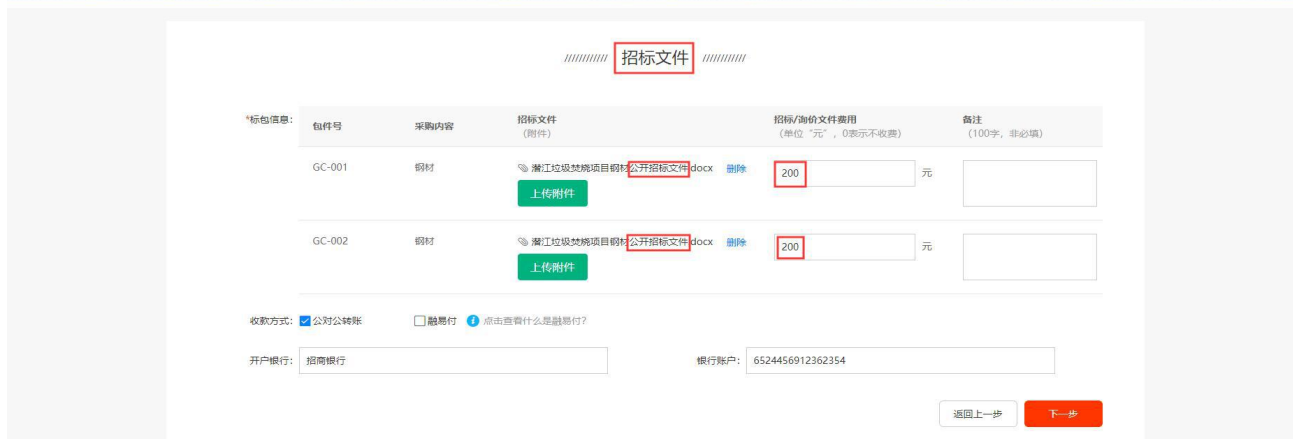 招标文件
*标包信息: 包件号 采购内容 招标文件 (附件) 招标/询价文件费用 (单位“元”, 0表示不收费) 备注 (100字, 非必填)
GC-001 钢材 潜江垃圾焚烧项目钢材公开招标文件.docx 删除 200 元
上传附件
GC-002 钢材 潜江垃圾焚烧项目钢材公开招标文件.docx 删除 200 元
上传附件
收款方式: 公对公转账 融易付 点击查看什么是融易付?
开户银行: 招商银行 银行账户: 6524456912362354
返回上一步 下一步